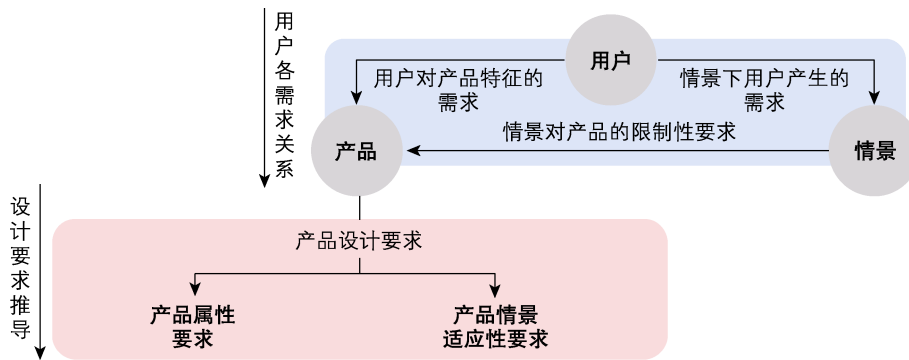 用户各需求关系
用户
用户对产品特征的
需求
情景下用户产生的
需求
情景对产品的限制性要求
产品
情景
设计要求推导
产品设计要求
产品属性
要求
产品情景
适应性要求